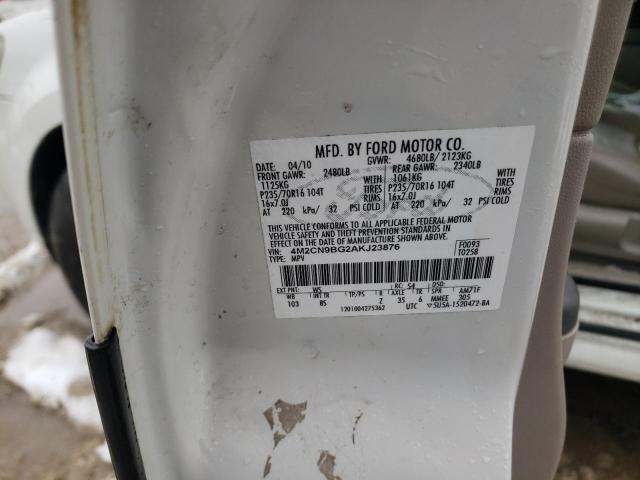 MFD. BY FORD MOTOR CO.
DATE: 04/10 GVWR: 4680LB/ 2123KG
FRONT GAWR: 2480LB REAR GAWR: 2340LB
1125KG WITH 1061KG WITH
P235/70R16 104T TIRES P235/70R16 104T TIRES
16x7.0J RIMS 16x7.0J RIMS
AT 220 kPa/ 32 PSI COLD AT 220 kPa/ 32 PSI COLD
THIS VEHICLE CONFORMS TO ALL APPLICABLE FEDERAL MOTOR
VEHICLE SAFETY AND THEFT PREVENTION STANDARDS IN
EFFECT ON THE DATE OF MANUFACTURE SHOWN ABOVE.
VIN: 4M2CN9BG2AKJ23876 F0093
TYPE: MPV T0258
EXT PNT: WS RC: 54 DSO:
WB INT TR TP/PS R AXLE TR SPR AM71F
103 BS Z 35 6 MMEE 305
1201004275362 UTC 5U5A-1520472-BA